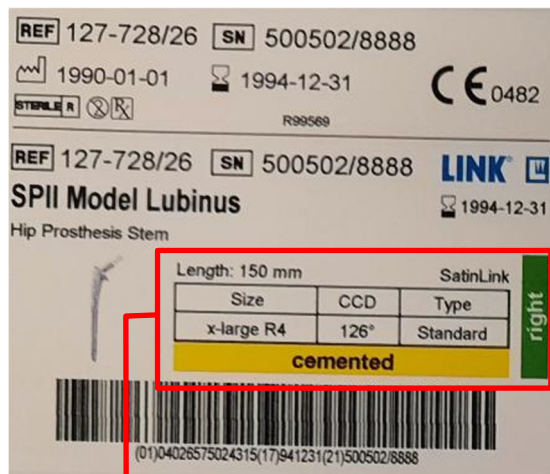 REF 127-728/26 SN 500502/8888
1990-01-01 1994-12-31
CE 0482
STERILE R Rx
R99569
REF 127-728/26 SN 500502/8888 LINK
SPII Model Lubinus
1994-12-31
Hip Prosthesis Stem
Length: 150 mm SatinLink
Size CCD Type
x-large R4 126° Standard
cemented
right
(01)04026575024315(17)941231(21)500502/8888